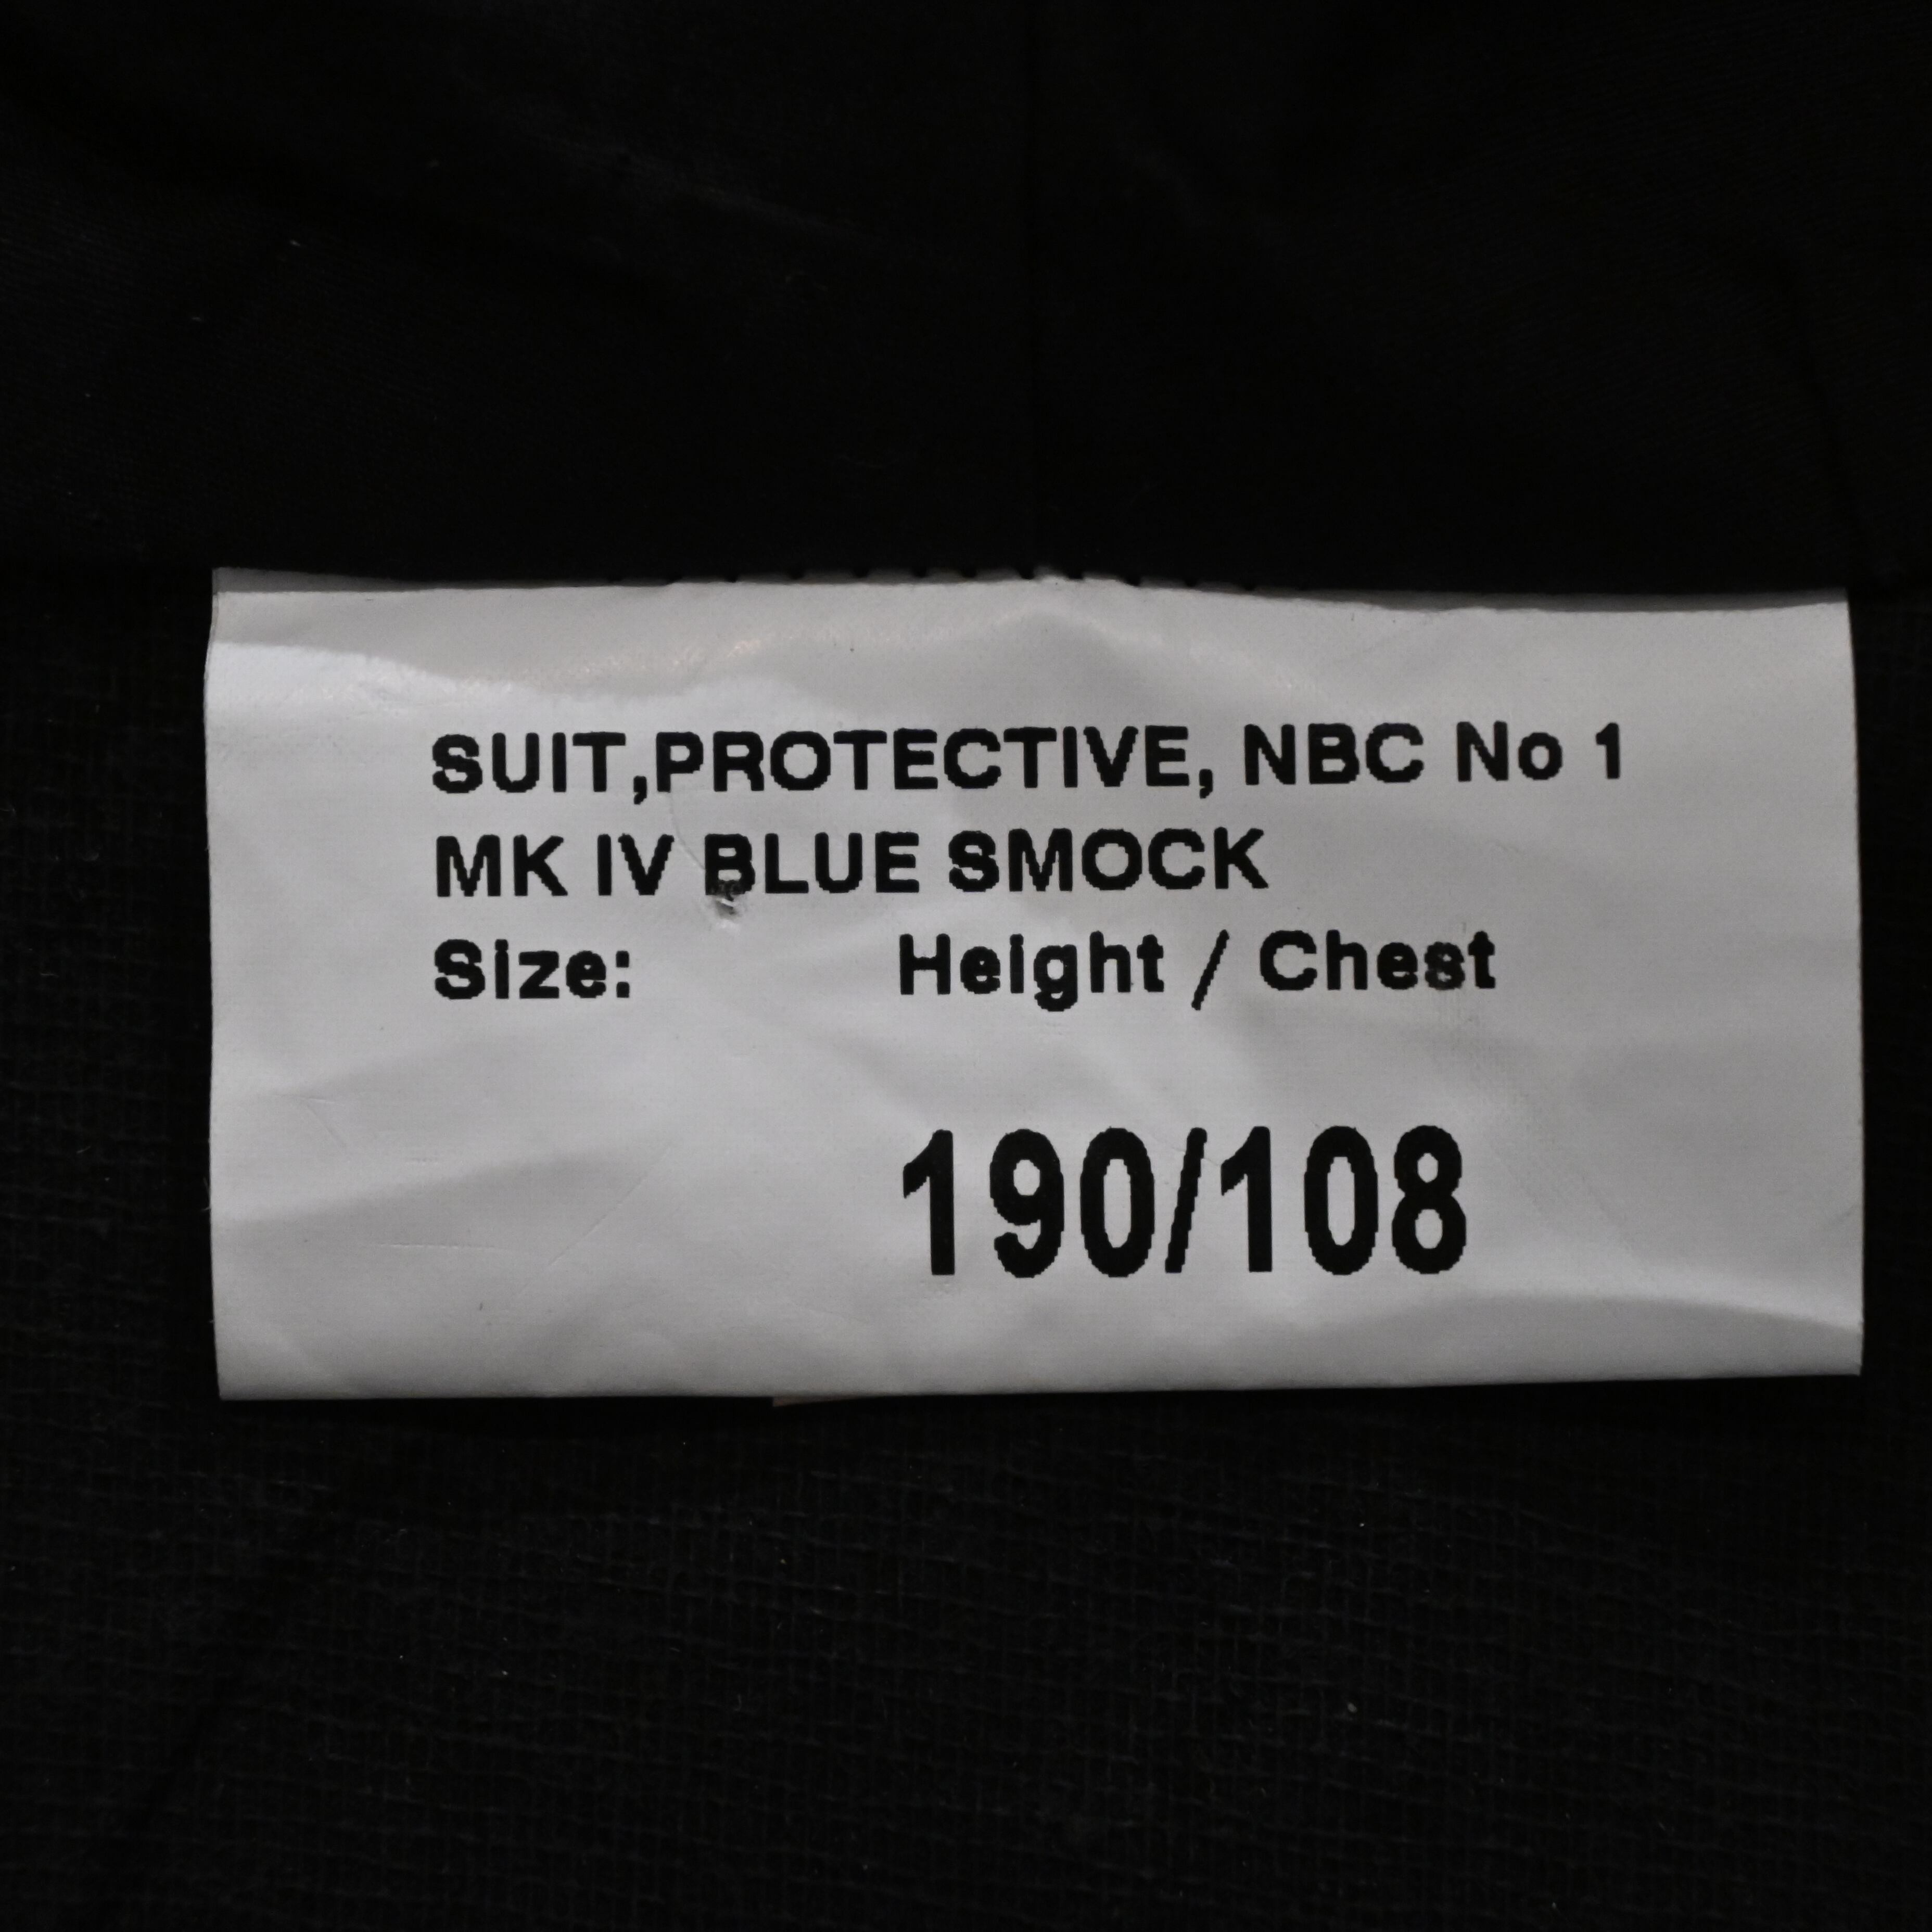 SUIT,PROTECTIVE, NBC No 1
MK IV BLUE SMOCK
Size: Height / Chest
190/108